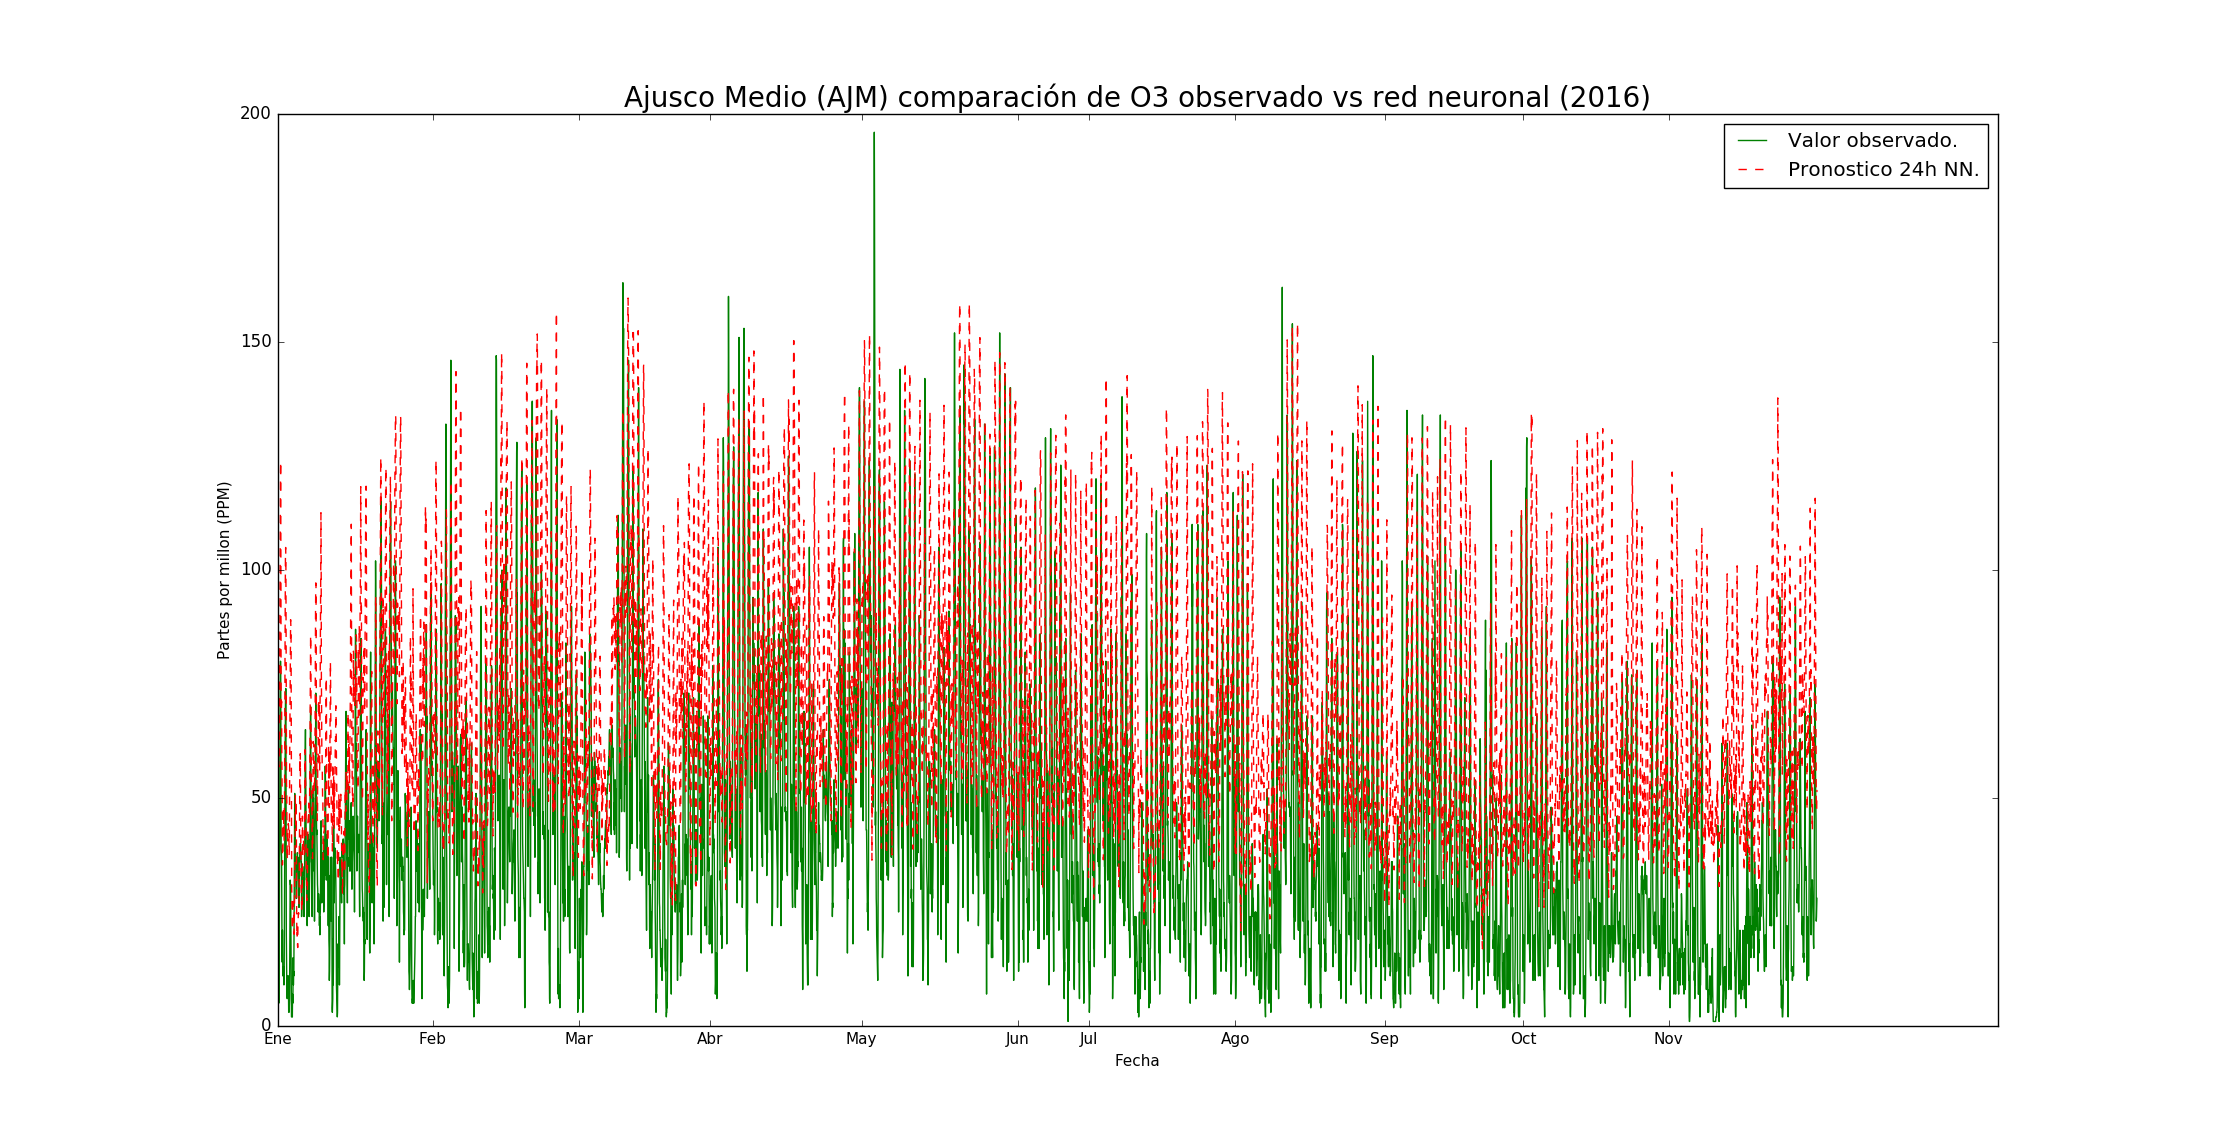 Ajusco Medio (AJM) comparación de O3 observado vs red neuronal (2016)
Valor observado.
Pronostico 24h NN.
200
150
100
50
0
Partes por millon (PPM)
Ene Feb Mar Abr May Jun Jul Ago Sep Oct Nov
Fecha